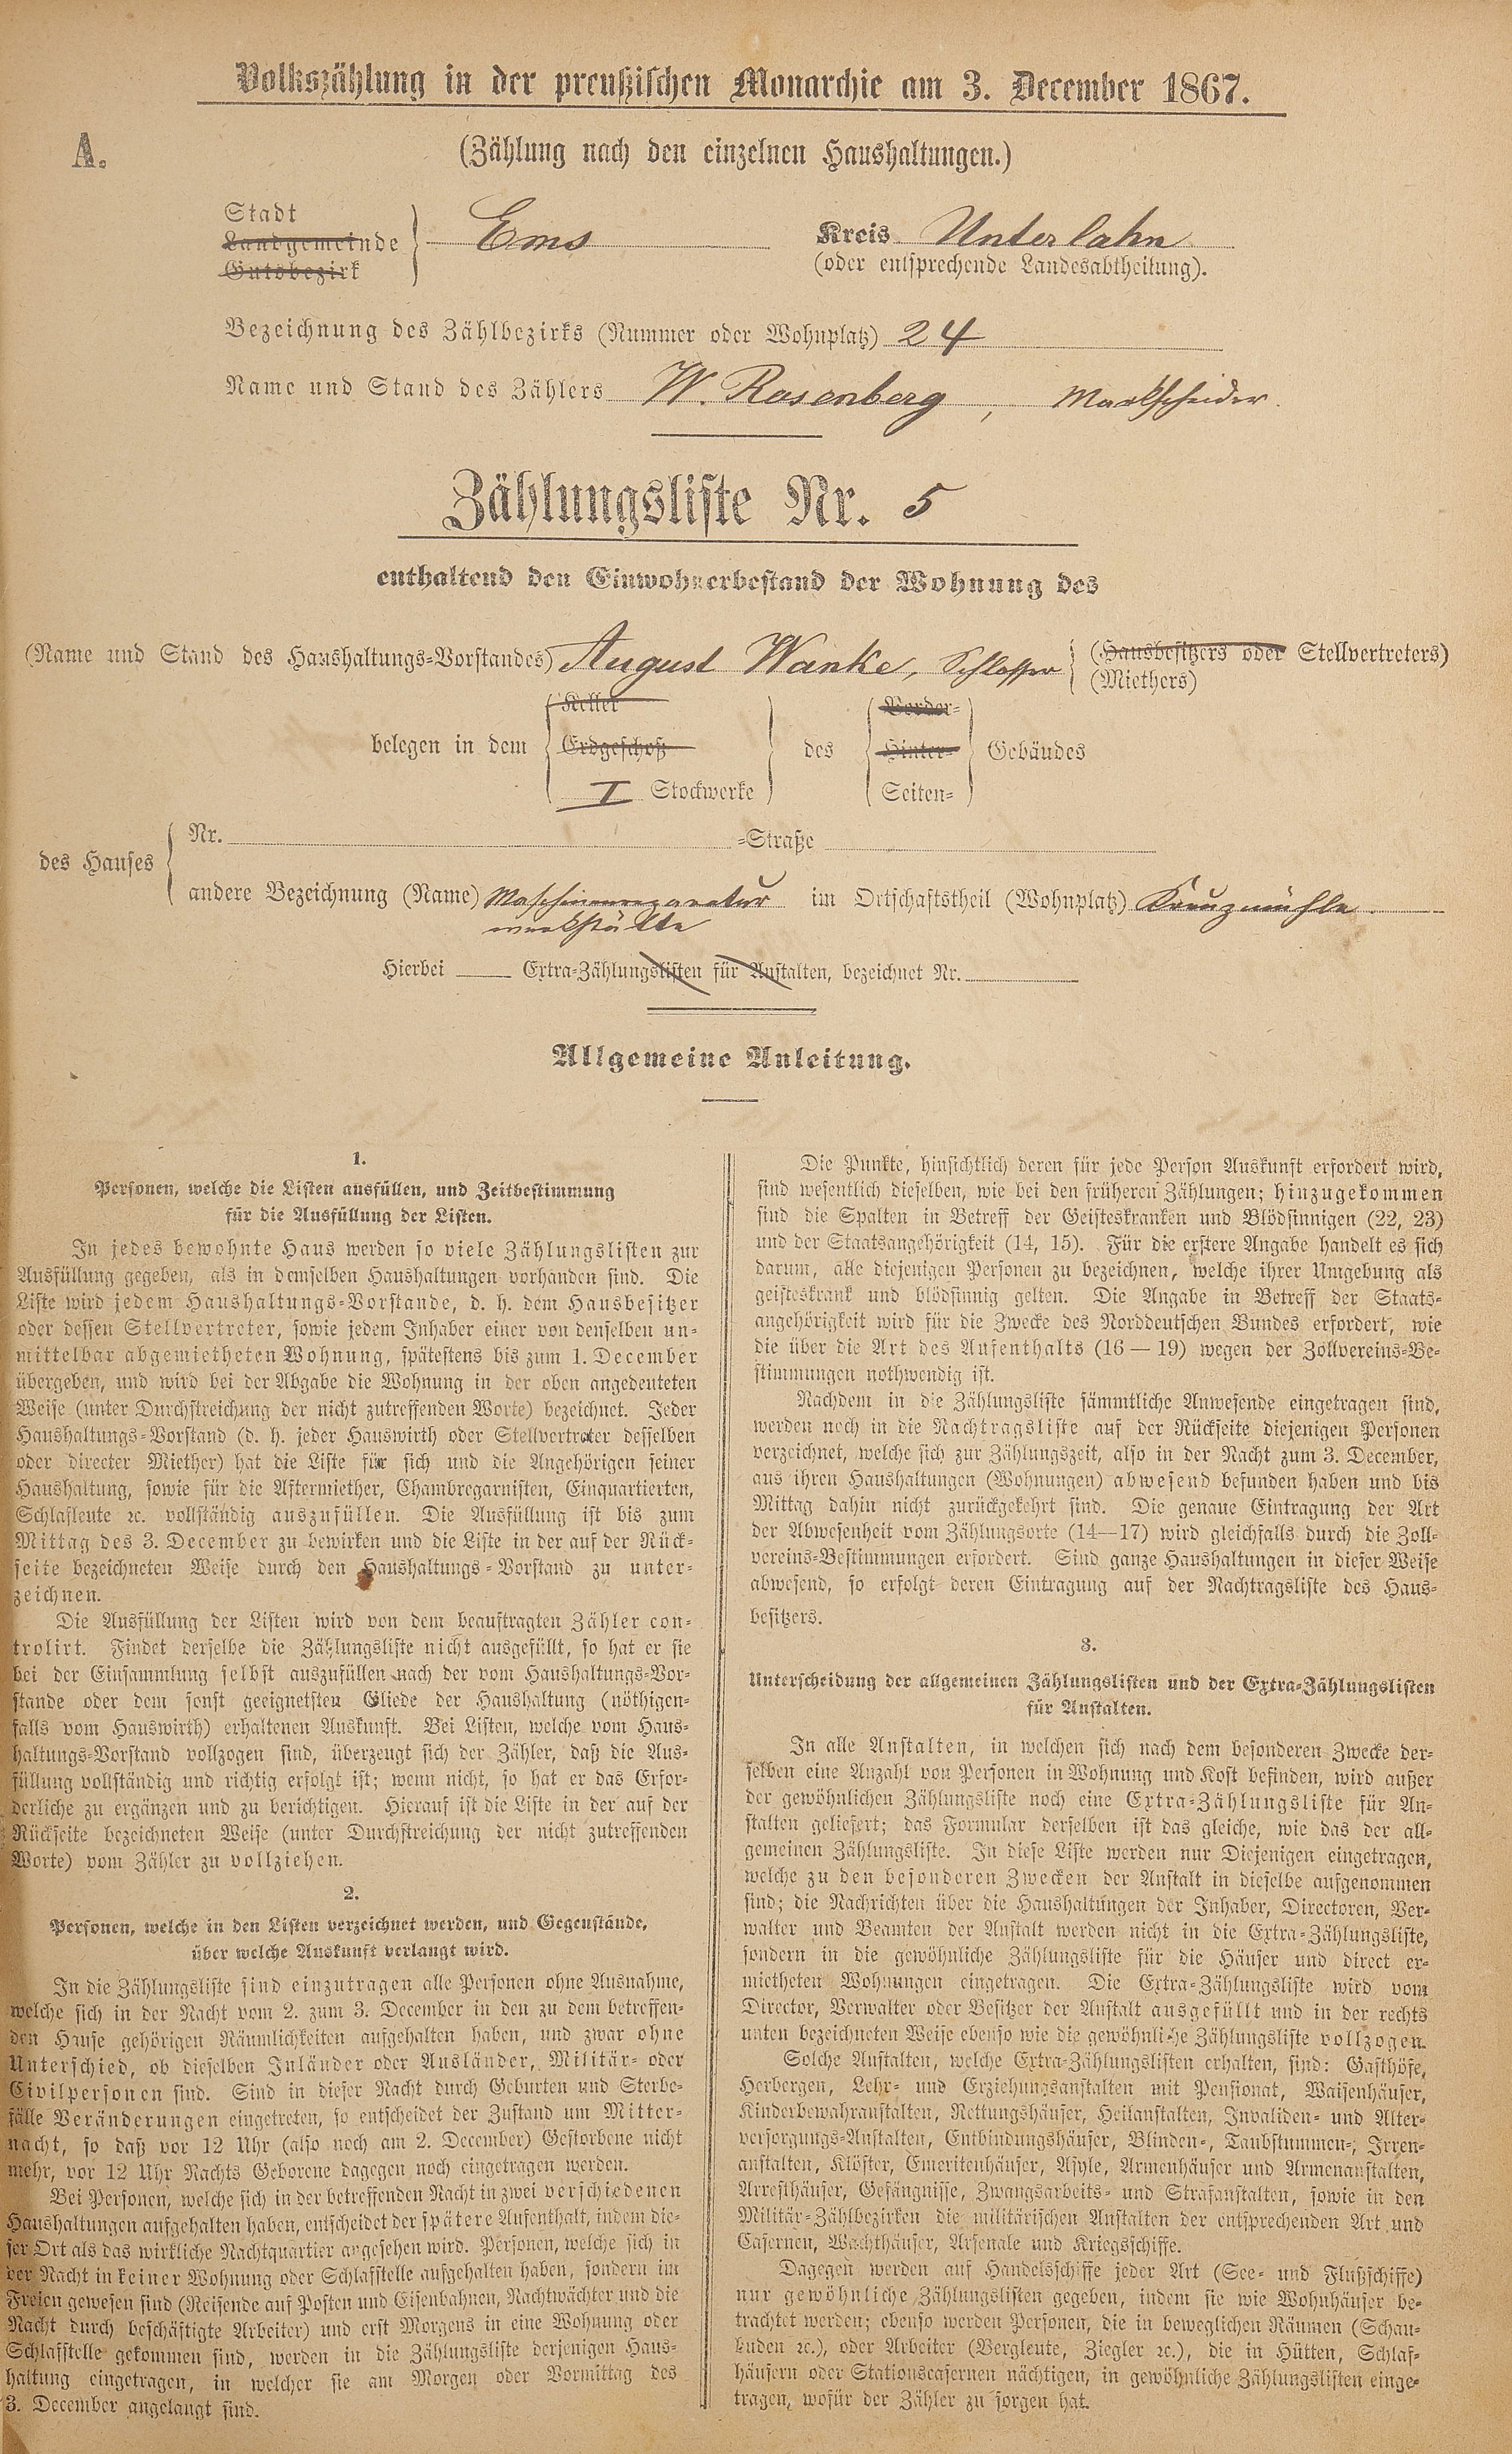 Volkszählung in der preußischen Monarchie am 3. December 1867.
A.
(Zählung nach den einzelnen Haushaltungen.)
Stadt
Landgemeinde
Gutsbezirk
Ems
Kreis Unterlahn
(oder entsprechende Landesabtheilung).
Bezeichnung des Zählbezirks (Nummer oder Wohnplatz) 24
Name und Stand des Zählers W. Rosenberg, Markscheider.
Zählungsliste Nr. 5
enthaltend den Einwohnerbestand der Wohnung des
(Name und Stand des Haushaltungs-Vorstandes) August Wanke, Schlosser (Hausbesitzers oder Stellvertreters)
(Miethers)
belegen in dem
Keller
Erdgeschoß
I Stockwerke
des
Vorder-
Hinter-
Seiten-
Gebäudes
des Hauses
Nr. -Straße
andere Bezeichnung (Name) Maschinenreparatur im Ortschaftstheil (Wohnplatz) Kreuzmühle
werkstätte
Hierbei Extra-Zählungslisten für Anstalten, bezeichnet Nr.
Allgemeine Anleitung.
1.
Personen, welche die Listen ausfüllen, und Zeitbestimmung
für die Ausfüllung der Listen.
In jedes bewohnte Haus werden so viele Zählungslisten zur
Ausfüllung gegeben, als in demselben Haushaltungen vorhanden sind. Die
Liste wird jedem Haushaltungs-Vorstande, d. h. dem Hausbesitzer
oder dessen Stellvertreter, sowie jedem Inhaber einer von denselben un-
mittelbar abgemietheten Wohnung, spätestens bis zum 1. December
übergeben, und wird bei der Abgabe die Wohnung in der oben angedeuteten
Weise (unter Durchstreichung der nicht zutreffenden Worte) bezeichnet. Jeder
Haushaltungs-Vorstand (d. h. jeder Hauswirth oder Stellvertreter desselben
oder directer Miether) hat die Liste für sich und die Angehörigen seiner
Haushaltung, sowie für die Aftermiether, Chambregarnisten, Einquartierten,
Schlafleute ꝛc. vollständig auszufüllen. Die Ausfüllung ist bis zum
Mittag des 3. December zu bewirken und die Liste in der auf der Rück-
seite bezeichneten Weise durch den Haushaltungs-Vorstand zu unter-
zeichnen.
Die Ausfüllung der Listen wird von dem beauftragten Zähler con-
trolirt. Findet derselbe die Zählungsliste nicht ausgefüllt, so hat er sie
bei der Einsammlung selbst auszufüllen nach der vom Haushaltungs-Vor-
stande oder dem sonst geeignetsten Gliede der Haushaltung (nöthigen-
falls vom Hauswirth) erhaltenen Auskunft. Bei Listen, welche vom Haus-
haltungs-Vorstand vollzogen sind, überzeugt sich der Zähler, daß die Aus-
füllung vollständig und richtig erfolgt ist; wenn nicht, so hat er das Erfor-
derliche zu ergänzen und zu berichtigen. Hierauf ist die Liste in der auf der
Rückseite bezeichneten Weise (unter Durchstreichung der nicht zutreffenden
Worte) vom Zähler zu vollziehen.
2.
Personen, welche in den Listen verzeichnet werden, und Gegenstände,
über welche Auskunft verlangt wird.
In die Zählungsliste sind einzutragen alle Personen ohne Ausnahme,
welche sich in der Nacht vom 2. zum 3. December in den zu dem betreffen-
den Hause gehörigen Räumlichkeiten aufgehalten haben, und zwar ohne
Unterschied, ob dieselben Inländer oder Ausländer, Militär- oder
Civilpersonen sind. Sind in dieser Nacht durch Geburten und Sterbe-
fälle Veränderungen eingetreten, so entscheidet der Zustand um Mitter-
nacht, so daß vor 12 Uhr (also noch am 2. December) Gestorbene nicht
mehr, vor 12 Uhr Nachts Geborene dagegen noch eingetragen werden.
Bei Personen, welche sich in der betreffenden Nacht in zwei verschiedenen
Haushaltungen aufgehalten haben, entscheidet der spätere Aufenthalt, indem die-
ser Ort als das wirkliche Nachtquartier angesehen wird. Personen, welche sich in
der Nacht in keiner Wohnung oder Schlafstelle aufgehalten haben, sondern im
Freien gewesen sind (Reisende auf Posten und Eisenbahnen, Nachtwächter und die
Nacht durch beschäftigte Arbeiter) und erst Morgens in eine Wohnung oder
Schlafstelle gekommen sind, werden in die Zählungsliste derjenigen Haus-
haltung eingetragen, in welcher sie am Morgen oder Vormittag des
3. December angelangt sind.
Die Punkte, hinsichtlich deren für jede Person Auskunft erfordert wird,
sind wesentlich dieselben, wie bei den früheren Zählungen; hinzugekommen
sind die Spalten in Betreff der Geisteskranken und Blödsinnigen (22, 23)
und der Staatsangehörigkeit (14, 15). Für die erstere Angabe handelt es sich
darum, alle diejenigen Personen zu bezeichnen, welche ihrer Umgebung als
geisteskrank und blödsinnig gelten. Die Angabe in Betreff der Staats-
angehörigkeit wird für die Zwecke des Norddeutschen Bundes erfordert, wie
die über die Art des Aufenthalts (16—19) wegen der Zollvereins-Be-
stimmungen nothwendig ist.
Nachdem in die Zählungsliste sämmtliche Anwesende eingetragen sind,
werden noch in die Nachtragsliste auf der Rückseite diejenigen Personen
verzeichnet, welche sich zur Zählungszeit, also in der Nacht zum 3. December,
aus ihren Haushaltungen (Wohnungen) abwesend befunden haben und bis
Mittag dahin nicht zurückgekehrt sind. Die genaue Eintragung der Art
der Abwesenheit vom Zählungsorte (14—17) wird gleichfalls durch die Zoll-
vereins-Bestimmungen erfordert. Sind ganze Haushaltungen in dieser Weise
abwesend, so erfolgt deren Eintragung auf der Nachtragsliste des Haus-
besitzers.
3.
Unterscheidung der allgemeinen Zählungslisten und der Extra-Zählungslisten
für Anstalten.
In alle Anstalten, in welchen sich nach dem besonderen Zwecke der-
selben eine Anzahl von Personen in Wohnung und Kost befinden, wird außer
der gewöhnlichen Zählungsliste noch eine Extra-Zählungsliste für An-
stalten geliefert; das Formular derselben ist das gleiche, wie das der all-
gemeinen Zählungsliste. In diese Liste werden nur Diejenigen eingetragen,
welche zu den besonderen Zwecken der Anstalt in dieselbe aufgenommen
sind; die Nachrichten über die Haushaltungen der Inhaber, Directoren, Ver-
walter und Beamten der Anstalt werden nicht in die Extra-Zählungsliste,
sondern in die gewöhnliche Zählungsliste für die Häuser und direct er-
mietheten Wohnungen eingetragen. Die Extra-Zählungsliste wird vom
Director, Verwalter oder Besitzer der Anstalt ausgefüllt und in der rechts
unten bezeichneten Weise ebenso wie die gewöhnliche Zählungsliste vollzogen.
Solche Anstalten, welche Extra-Zählungslisten erhalten, sind: Gasthöfe,
Herbergen, Lehr- und Erziehungsanstalten mit Pensionat, Waisenhäuser,
Kinderbewahranstalten, Rettungshäuser, Heilanstalten, Invaliden- und Alter-
versorgungs-Anstalten, Entbindungshäuser, Blinden-, Taubstummen-, Irren-
anstalten, Klöster, Emeritenhäuser, Asyle, Armenhäuser und Armenanstalten,
Arresthäuser, Gefängnisse, Zwangsarbeits- und Strafanstalten, sowie in den
Militär-Zählbezirken die militärischen Anstalten der entsprechenden Art und
Casernen, Wachthäuser, Arsenale und Kriegsschiffe.
Dagegen werden auf Handelsschiffe jeder Art (See- und Flußschiffe)
nur gewöhnliche Zählungslisten gegeben, indem sie wie Wohnhäuser be-
trachtet werden; ebenso werden Personen, die in beweglichen Räumen (Schau-
buden ꝛc.), oder Arbeiter (Bergleute, Ziegler ꝛc.), die in Hütten, Schlaf-
häusern oder Stationscasernen nächtigen, in gewöhnliche Zählungslisten einge-
tragen, wofür der Zähler zu sorgen hat.